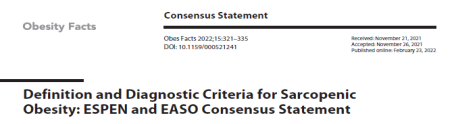 Consensus Statement
Obesity Facts
Obes Facts 2022;15:321–335
DOI: 10.1159/000521241
Received: November 21, 2021
Accepted: November 26, 2021
Published online: February 23, 2022
Definition and Diagnostic Criteria for Sarcopenic
Obesity: ESPEN and EASO Consensus Statement